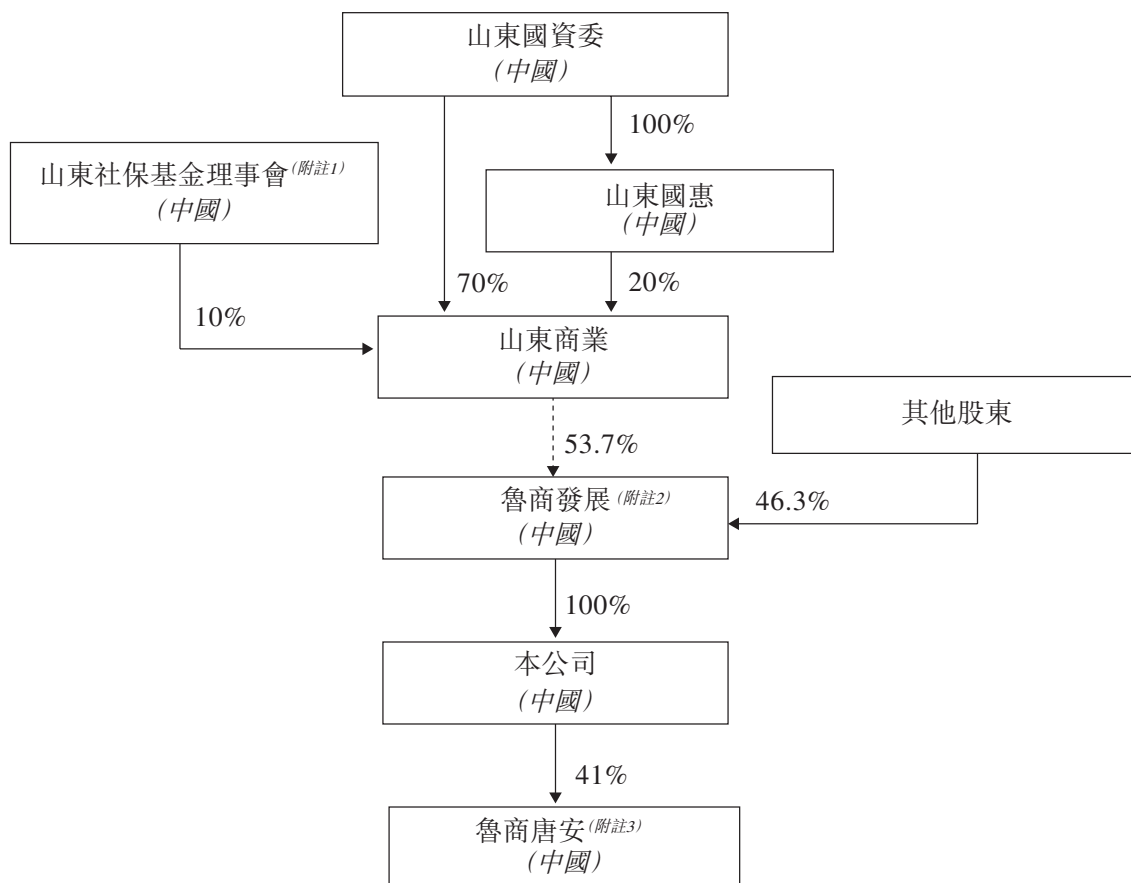 山東國資委
(中國)
100%
山東社保基金理事會(附註1)
(中國)
山東國惠
(中國)
70%
20%
10%
山東商業
(中國)
其他股東
53.7%
魯商發展(附註2)
(中國)
46.3%
100%
本公司
(中國)
41%
魯商唐安(附註3)
(中國)